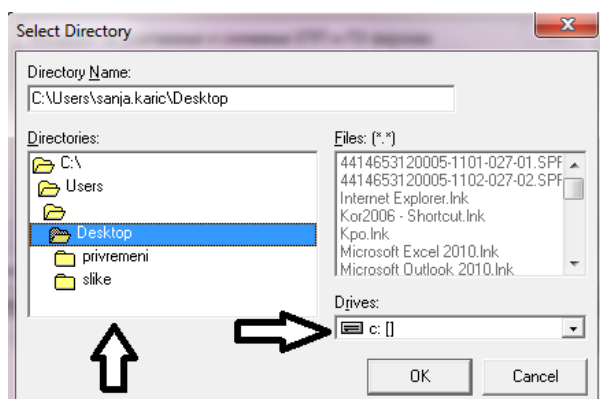 Select Directory
Directory Name:
C:\Users\sanja.karic\Desktop
Directories:
C:\
Users
Desktop
privremeni
slike
Files: (*.*)
4414653120005-1101-027-01.SPF
4414653120005-1102-027-02.SPF
Internet Explorer.lnk
Kor2006 - Shortcut.lnk
Kpo.lnk
Microsoft Excel 2010.lnk
Microsoft Outlook 2010.lnk
Drives:
c: []
OK Cancel